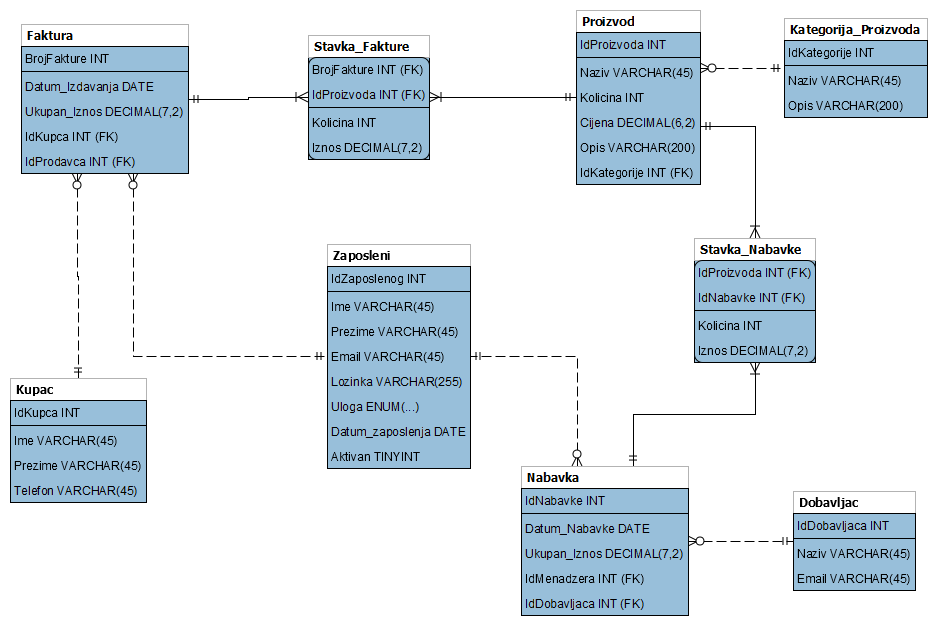 Faktura
BrojFakture INT
Datum_Izdavanja DATE
Ukupan_Iznos DECIMAL(7,2)
IdKupca INT (FK)
IdProdavca INT (FK)
Stavka_Fakture
BrojFakture INT (FK)
IdProizvoda INT (FK)
Kolicina INT
Iznos DECIMAL(7,2)
Proizvod
IdProizvoda INT
Naziv VARCHAR(45)
Kolicina INT
Cijena DECIMAL(6,2)
Opis VARCHAR(200)
IdKategorije INT (FK)
Kategorija_Proizvoda
IdKategorije INT
Naziv VARCHAR(45)
Opis VARCHAR(200)
Zaposleni
IdZaposlenog INT
Ime VARCHAR(45)
Prezime VARCHAR(45)
Email VARCHAR(45)
Lozinka VARCHAR(255)
Uloga ENUM(...)
Datum_zaposlenja DATE
Aktivan TINYINT
Stavka_Nabavke
IdProizvoda INT (FK)
IdNabavke INT (FK)
Kolicina INT
Iznos DECIMAL(7,2)
Kupac
IdKupca INT
Ime VARCHAR(45)
Prezime VARCHAR(45)
Telefon VARCHAR(45)
Nabavka
IdNabavke INT
Datum_Nabavke DATE
Ukupan_Iznos DECIMAL(7,2)
IdMenadzera INT (FK)
IdDobavljaca INT (FK)
Dobavljac
IdDobavljaca INT
Naziv VARCHAR(45)
Email VARCHAR(45)